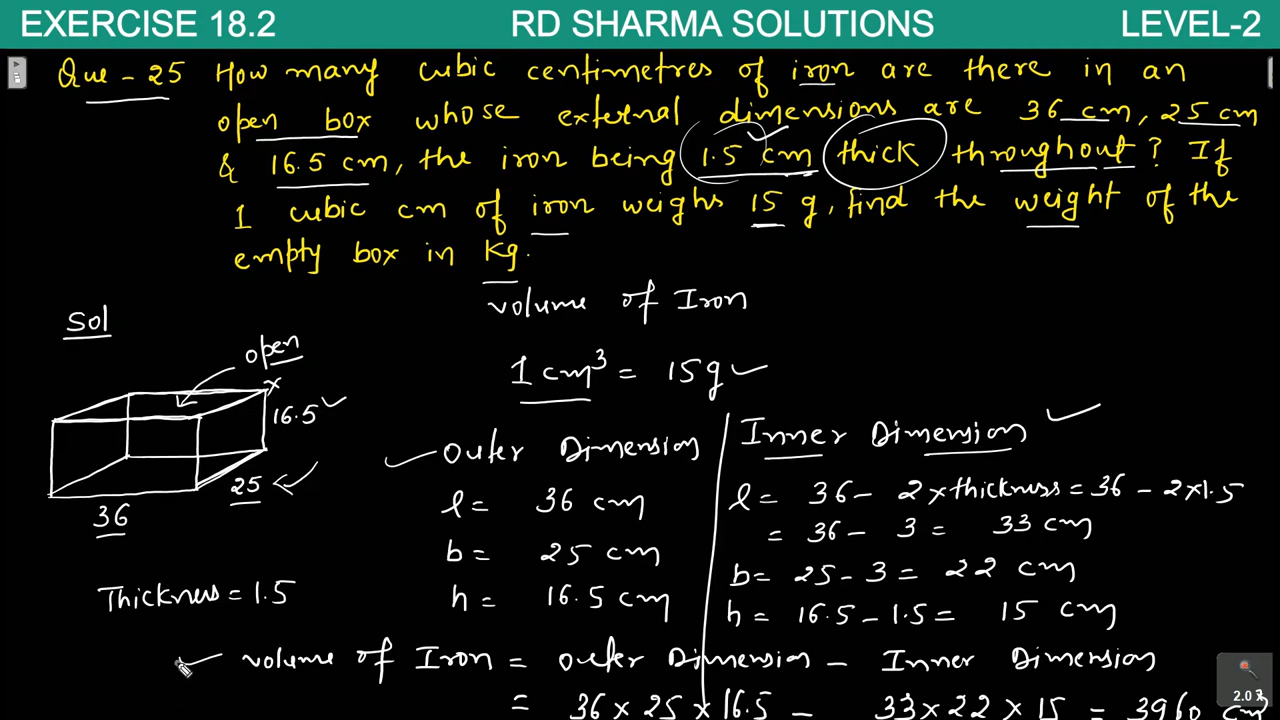 EXERCISE 18.2 RD SHARMA SOLUTIONS LEVEL-2
Que - 25 How many cubic centimetres of iron are there in an
open box whose external dimensions are 36 cm, 25 cm
& 16.5 cm, the iron being 1.5 cm thick throughout? If
1 cubic cm of iron weighs 15 g, find the weight of the
empty box in Kg.
volume of Iron
Sol
open
x
16.5
25
36
Thickness = 1.5
1 cm³ = 15g
Outer Dimension
l = 36 cm
b = 25 cm
h = 16.5 cm
Inner Dimension
l = 36 - 2 x thickness = 36 - 2x1.5
= 36 - 3 = 33 cm
b = 25 - 3 = 22 cm
h = 16.5 - 1.5 = 15 cm
volume of Iron = Outer Dimension - Inner Dimension
= 36 x 25 x 16.5 - 33 x 22 x 15 = 3960 cm3